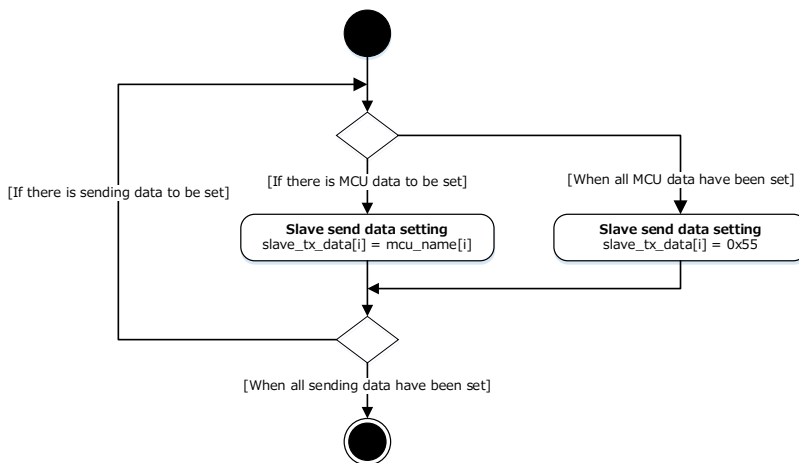 [If there is sending data to be set]
[If there is MCU data to be set]
[When all MCU data have been set]
Slave send data setting
slave_tx_data[i] = mcu_name[i]
Slave send data setting
slave_tx_data[i] = 0x55
[When all sending data have been set]